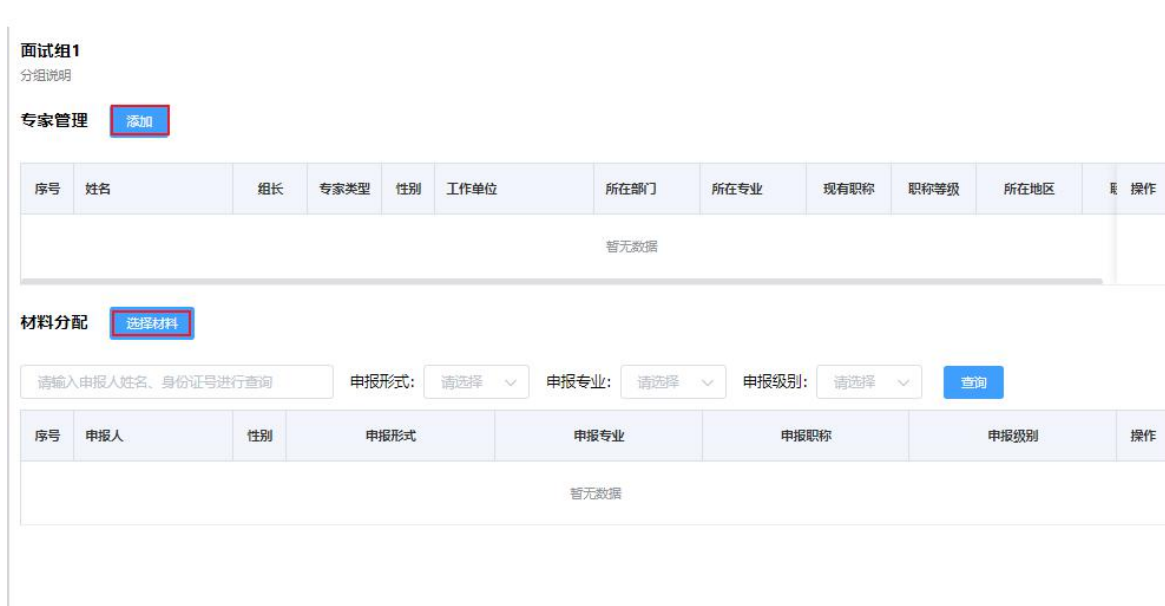 面试组1
分组说明
专家管理 添加
序号 姓名 组长 专家类型 性别 工作单位 所在部门 所在专业 现有职称 职称等级 所在地区 操作
暂无数据
材料分配 选择材料
请输入申报人姓名、身份证号进行查询 申报形式: 请选择 申报专业: 请选择 申报级别: 请选择 查询
序号 申报人 性别 申报形式 申报专业 申报职称 申报级别 操作
暂无数据